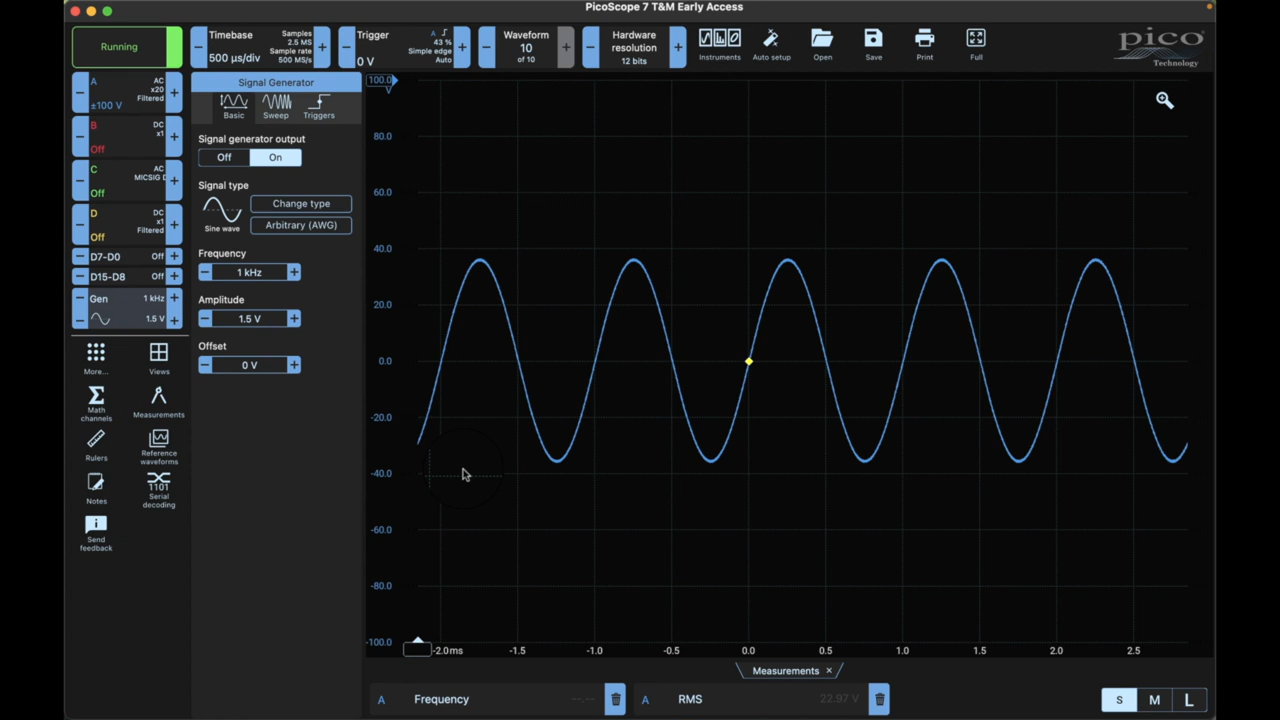 PicoScope 7 T&M Early Access
Running
Timebase
500 µs/div
Samples
2.5 MS
Sample rate
500 MS/s
Trigger
0 V
A
43 %
Simple edge
Auto
Waveform
10
of 10
Hardware
resolution
12 bits
Instruments
Auto setup
Open
Save
Print
Full
pico
Technology
A
±100 V
AC
x20
Filtered
B
Off
DC
x1
C
Off
AC
D
Off
DC
x1
Filtered
D7-D0 Off
D15-D8 Off
Gen 1 kHz
1.5 V
More...
Views
Math
channels
Measurements
Rulers
Reference
waveforms
Notes
1101
Serial
decoding
Send
feedback
Signal Generator
Basic
Sweep
Triggers
Signal generator output
Off
On
Signal type
Sine wave
Change type
Arbitrary (AWG)
Frequency
1 kHz
Amplitude
1.5 V
Offset
0 V
100.0
V
80.0
60.0
40.0
20.0
0.0
-20.0
-40.0
-60.0
-80.0
-100.0
-2.0ms -1.5 -1.0 -0.5 0.0 0.5 1.0 1.5 2.0 2.5
Measurements ×
A Frequency --.--
A RMS 22.97 V
S M L